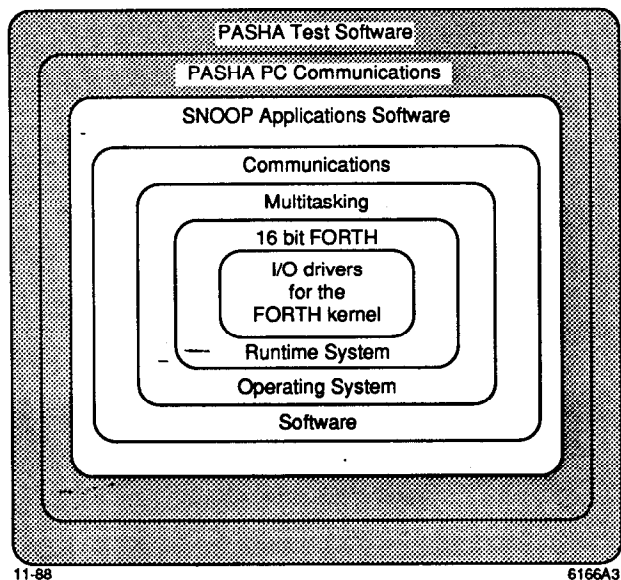 PASHA Test Software
PASHA PC Communications
SNOOP Applications Software
Communications
Multitasking
16 bit FORTH
I/O drivers
for the
FORTH kernel
Runtime System
Operating System
Software
11-88
6166A3